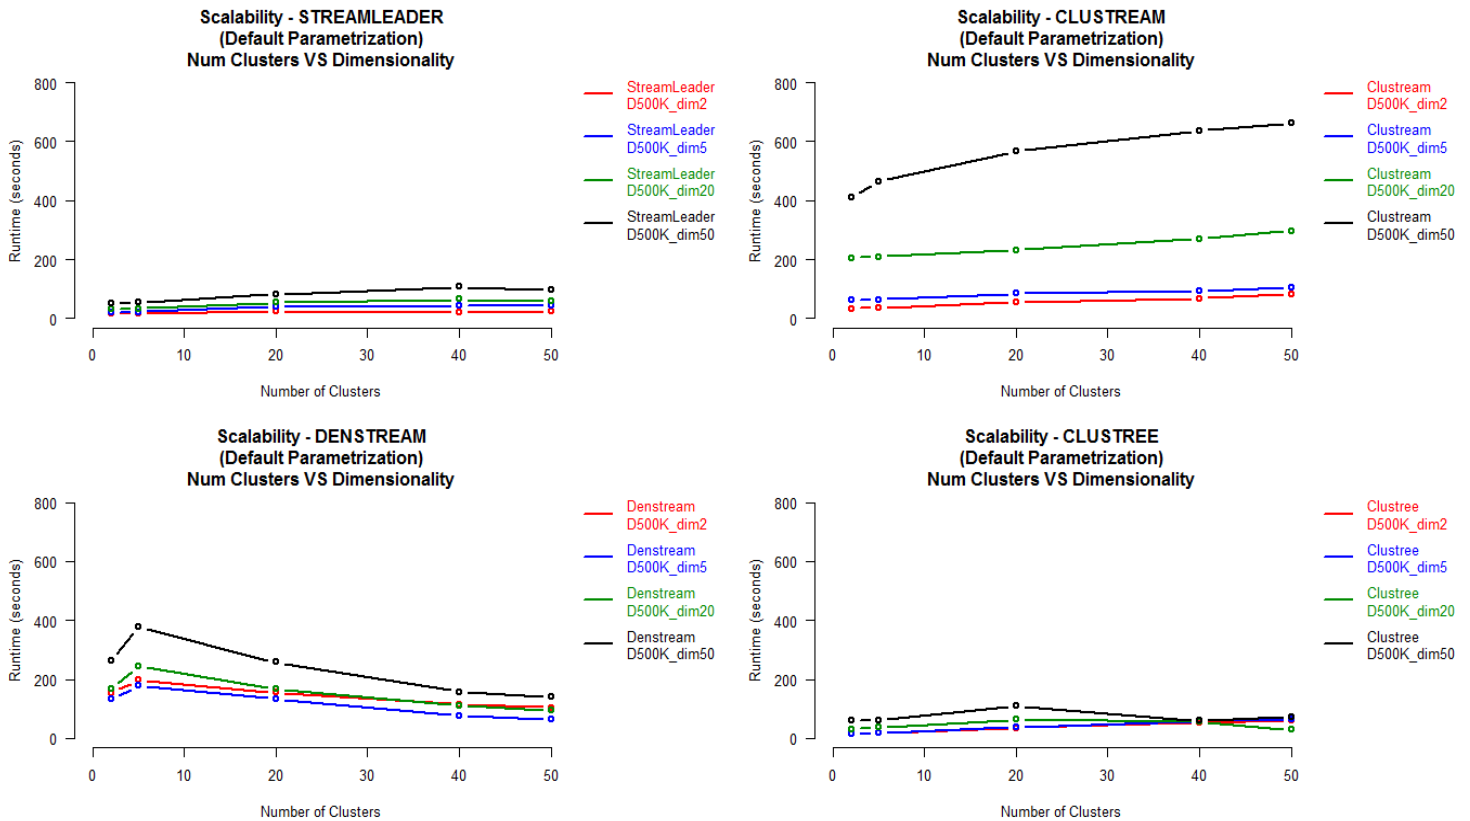 Scalability - STREAMLEADER
(Default Parametrization)
Num Clusters VS Dimensionality
800
600
400
200
0
Runtime (seconds)
0 10 20 30 40 50
Number of Clusters
StreamLeader
D500K_dim2
StreamLeader
D500K_dim5
StreamLeader
D500K_dim20
StreamLeader
D500K_dim50
Scalability - CLUSTREAM
(Default Parametrization)
Num Clusters VS Dimensionality
800
600
400
200
0
Runtime (seconds)
0 10 20 30 40 50
Number of Clusters
Clustream
D500K_dim2
Clustream
D500K_dim5
Clustream
D500K_dim20
Clustream
D500K_dim50
Scalability - DENSTREAM
(Default Parametrization)
Num Clusters VS Dimensionality
800
600
400
200
0
Runtime (seconds)
0 10 20 30 40 50
Number of Clusters
Denstream
D500K_dim2
Denstream
D500K_dim5
Denstream
D500K_dim20
Denstream
D500K_dim50
Scalability - CLUSTREE
(Default Parametrization)
Num Clusters VS Dimensionality
800
600
400
200
0
Runtime (seconds)
0 10 20 30 40 50
Number of Clusters
Clustree
D500K_dim2
Clustree
D500K_dim5
Clustree
D500K_dim20
Clustree
D500K_dim50